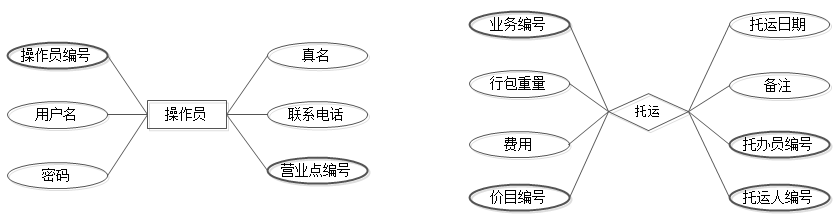 操作员编号
用户名
密码
操作员
真名
联系电话
营业点编号
业务编号
行包重量
费用
价目编号
托运
托运日期
备注
托办员编号
托运人编号